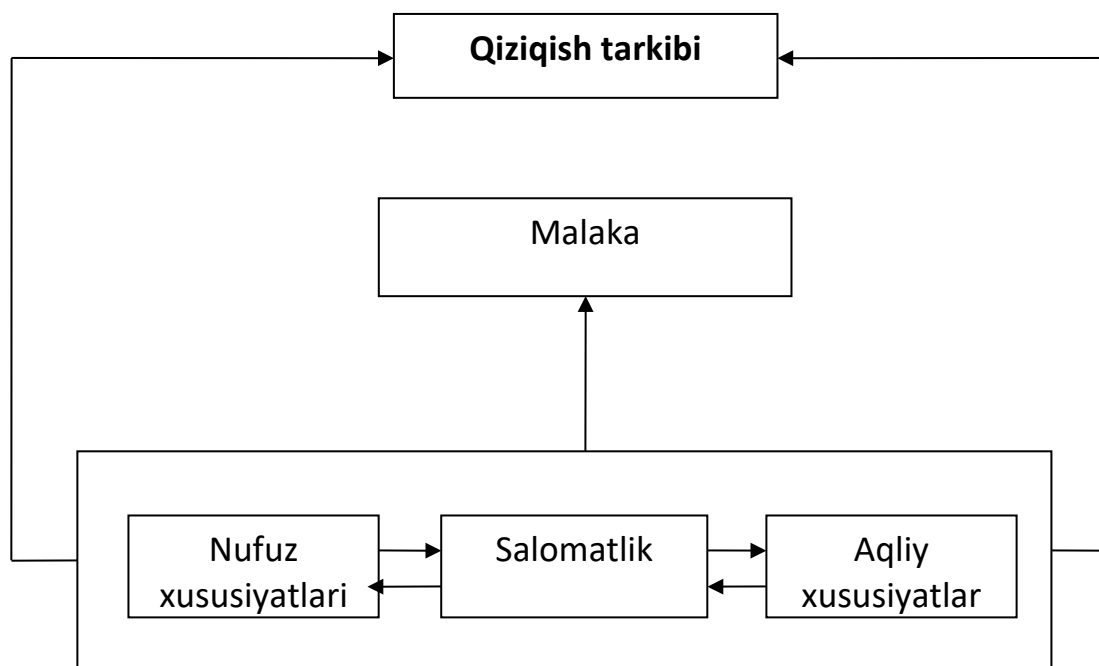 Qiziqish tarkibi
Malaka
Nufuz
xususiyatlari
Salomatlik
Aqliy
xususiyatlar